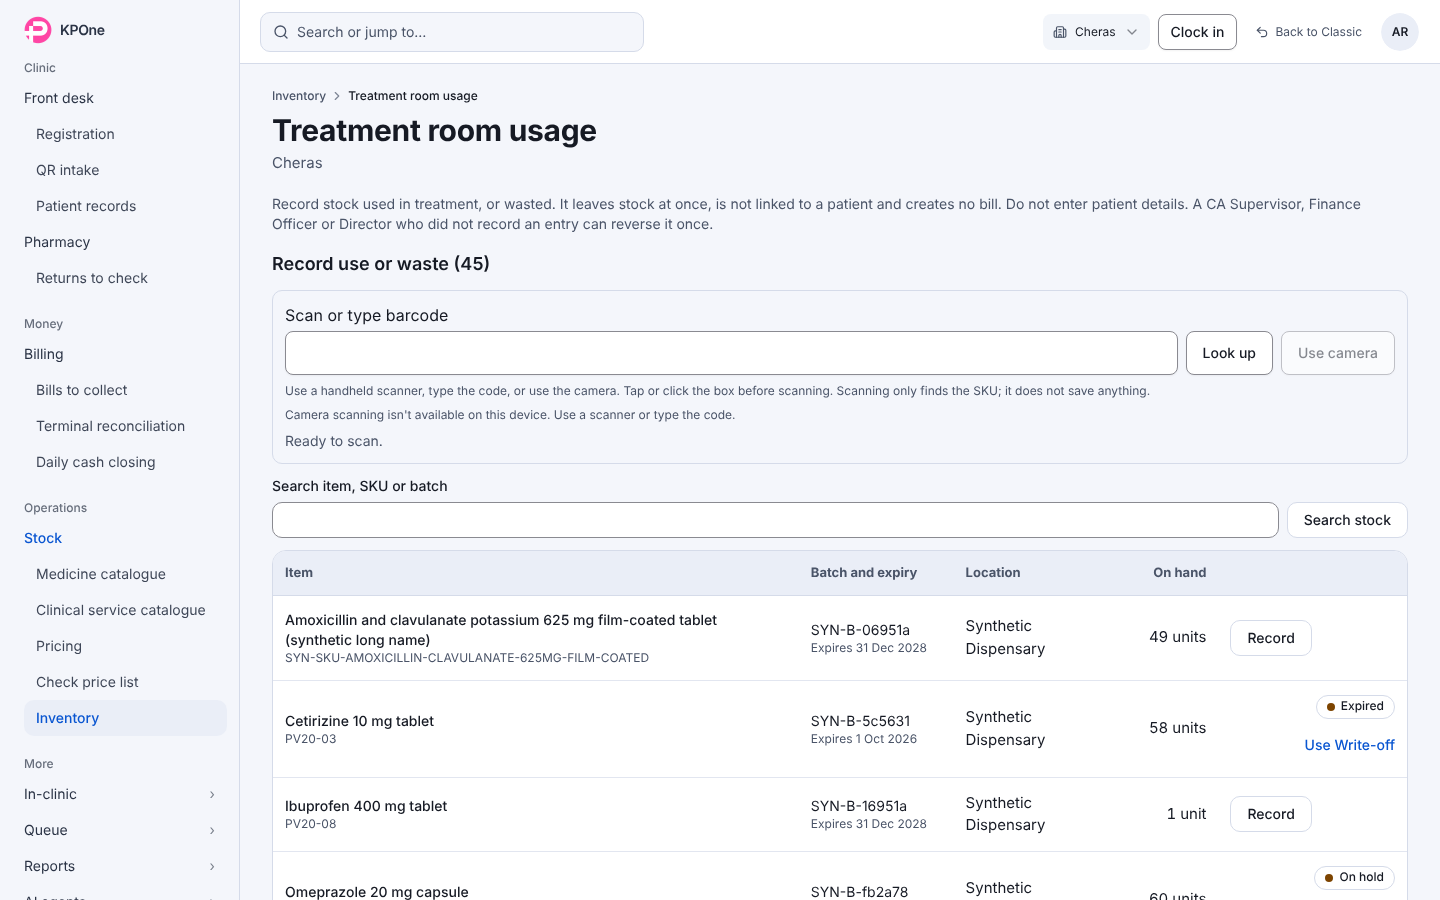 KPOne
Search or jump to...
Cheras
Clock in
Back to Classic
AR
Clinic
Front desk
Registration
QR intake
Patient records
Pharmacy
Returns to check
Money
Billing
Bills to collect
Terminal reconciliation
Daily cash closing
Operations
Stock
Medicine catalogue
Clinical service catalogue
Pricing
Check price list
Inventory
More
In-clinic
Queue
Reports
Inventory > Treatment room usage
Treatment room usage
Cheras
Record stock used in treatment, or wasted. It leaves stock at once, is not linked to a patient and creates no bill. Do not enter patient details. A CA Supervisor, Finance
Officer or Director who did not record an entry can reverse it once.
Record use or waste (45)
Scan or type barcode
Look up
Use camera
Use a handheld scanner, type the code, or use the camera. Tap or click the box before scanning. Scanning only finds the SKU; it does not save anything.
Camera scanning isn't available on this device. Use a scanner or type the code.
Ready to scan.
Search item, SKU or batch
Search stock
Item Batch and expiry Location On hand
Amoxicillin and clavulanate potassium 625 mg film-coated tablet
(synthetic long name)
SYN-SKU-AMOXICILLIN-CLAVULANATE-625MG-FILM-COATED
SYN-B-06951a
Expires 31 Dec 2028
Synthetic
Dispensary
49 units
Record
Cetirizine 10 mg tablet
PV20-03
SYN-B-5c5631
Expires 1 Oct 2026
Synthetic
Dispensary
58 units
Expired
Use Write-off
Ibuprofen 400 mg tablet
PV20-08
SYN-B-16951a
Expires 31 Dec 2028
Synthetic
Dispensary
1 unit
Record
Omeprazole 20 mg capsule
SYN-B-fb2a78
Synthetic
60 units
On hold